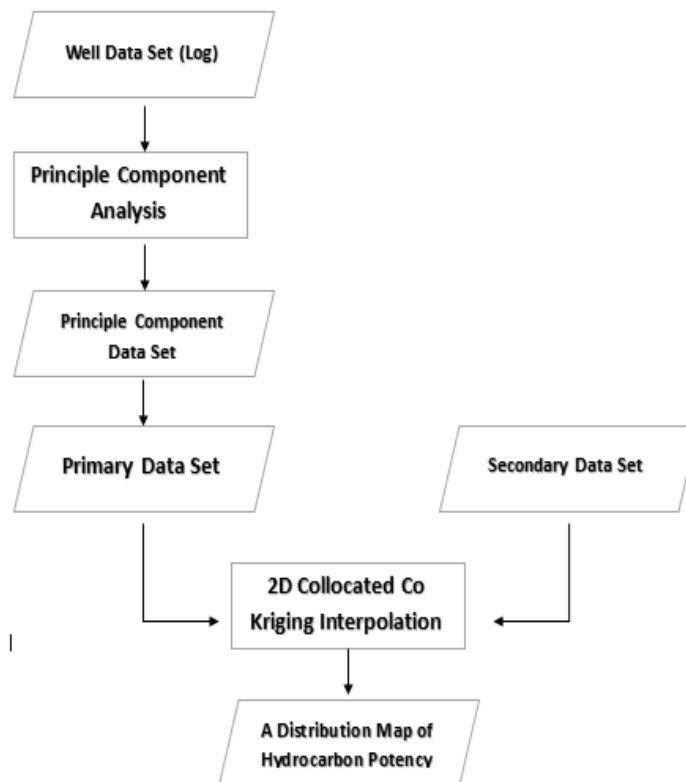 Well Data Set (Log)
Principle Component
Analysis
Principle Component
Data Set
Primary Data Set
Secondary Data Set
2D Collocated Co
Kriging Interpolation
A Distribution Map of
Hydrocarbon Potency